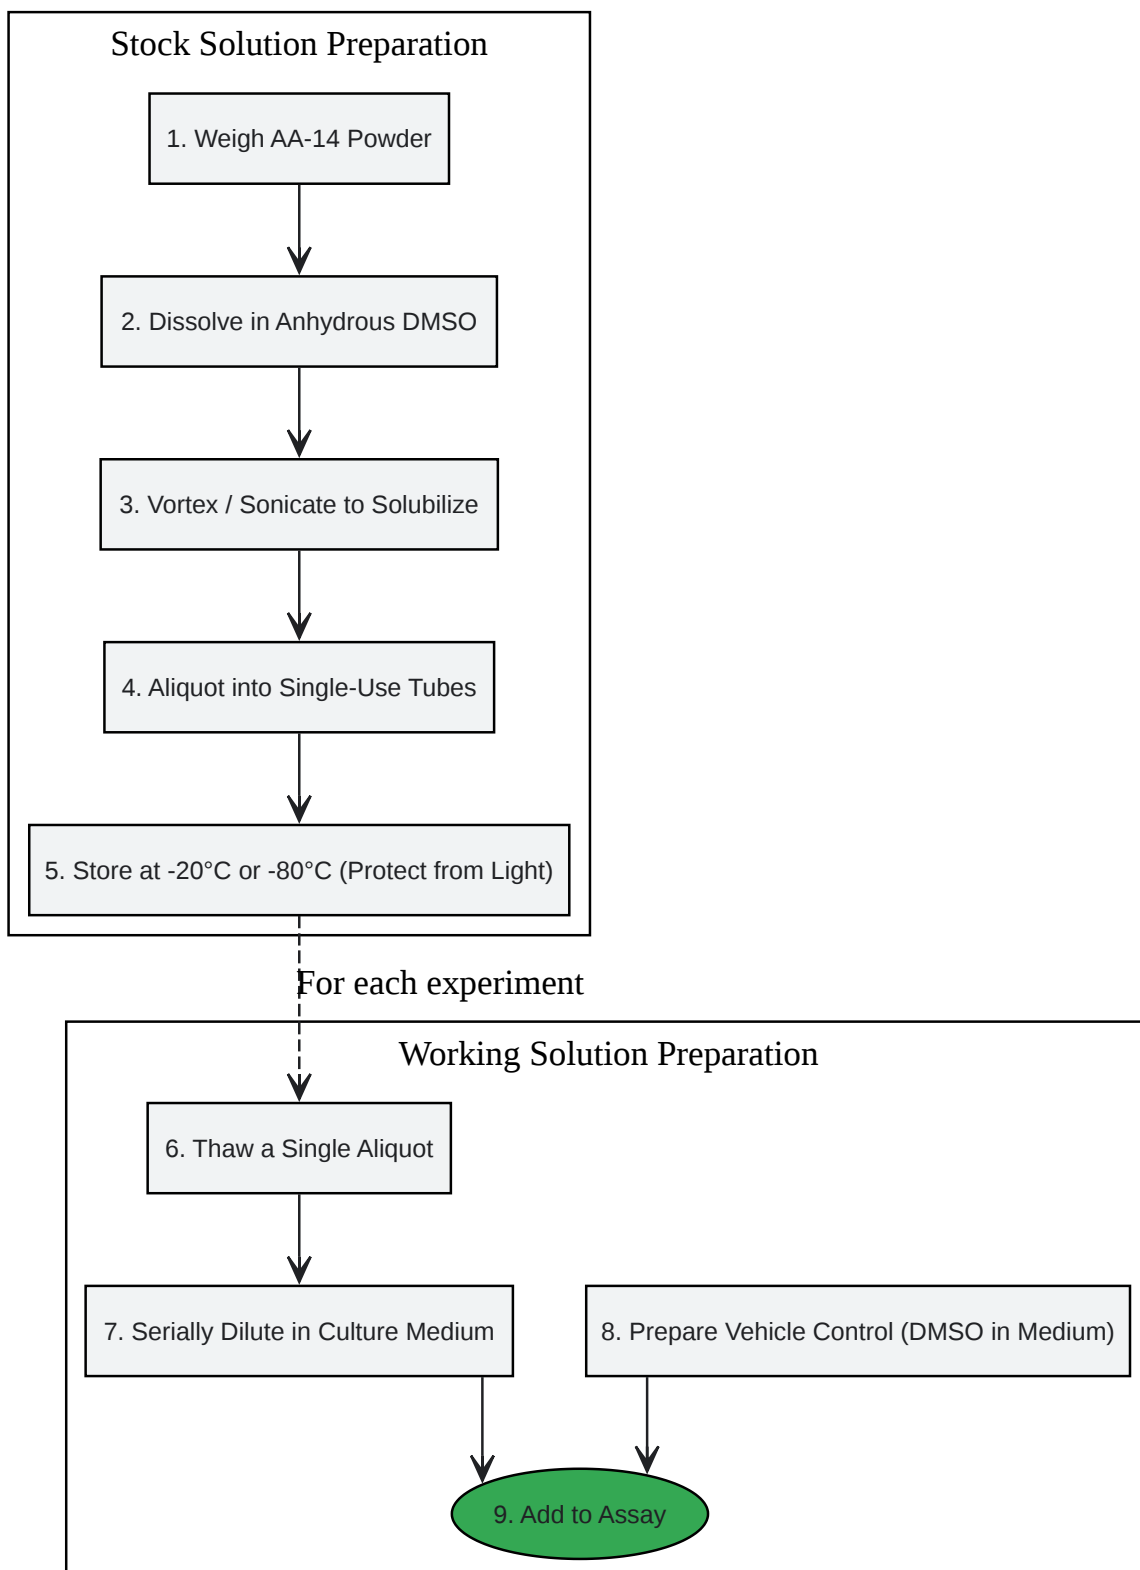 Stock Solution Preparation
1. Weigh AA-14 Powder
2. Dissolve in Anhydrous DMSO
3. Vortex / Sonicate to Solubilize
4. Aliquot into Single-Use Tubes
5. Store at -20°C or -80°C (Protect from Light)
For each experiment
Working Solution Preparation
6. Thaw a Single Aliquot
7. Serially Dilute in Culture Medium
8. Prepare Vehicle Control (DMSO in Medium)
9. Add to Assay